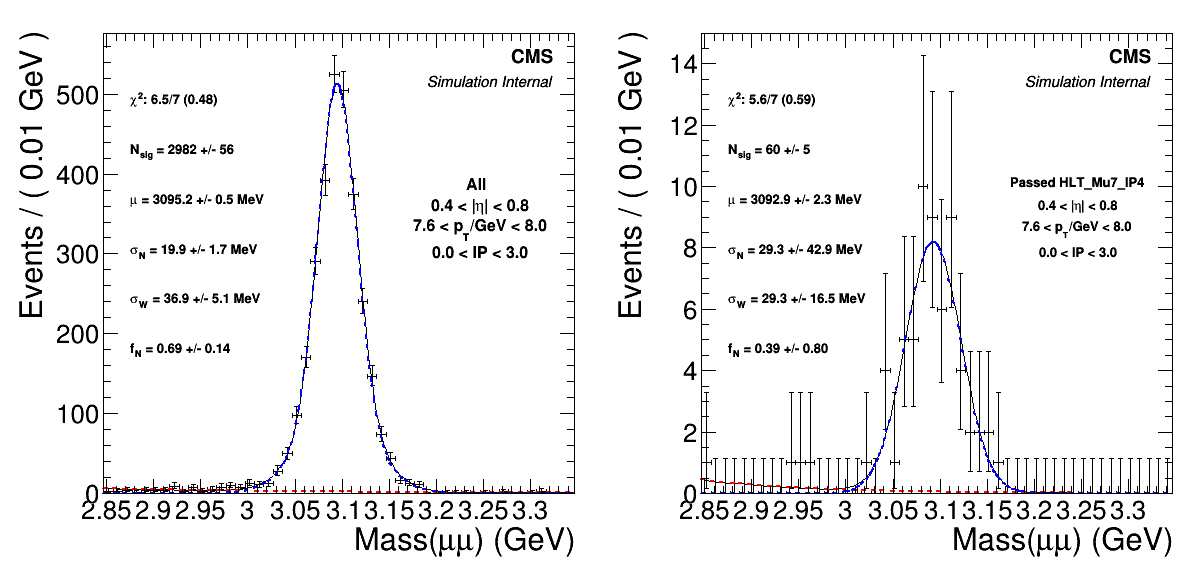 CMS
Simulation Internal
χ²: 6.5/7 (0.48)
N_sig = 2982 +/- 56
μ = 3095.2 +/- 0.5 MeV
σ_N = 19.9 +/- 1.7 MeV
σ_W = 36.9 +/- 5.1 MeV
f_N = 0.69 +/- 0.14
All
0.4 < |η| < 0.8
7.6 < p_T/GeV < 8.0
0.0 < IP < 3.0
Events / ( 0.01 GeV )
500
400
300
200
100
0
2.85 2.9 2.95 3 3.05 3.1 3.15 3.2 3.25 3.3
Mass(μμ) (GeV)
CMS
Simulation Internal
χ²: 5.6/7 (0.59)
N_sig = 60 +/- 5
μ = 3092.9 +/- 2.3 MeV
σ_N = 29.3 +/- 42.9 MeV
σ_W = 29.3 +/- 16.5 MeV
f_N = 0.39 +/- 0.80
Passed HLT_Mu7_IP4
0.4 < |η| < 0.8
7.6 < p_T/GeV < 8.0
0.0 < IP < 3.0
Events / ( 0.01 GeV )
14
12
10
8
6
4
2
0
2.85 2.9 2.95 3 3.05 3.1 3.15 3.2 3.25 3.3
Mass(μμ) (GeV)